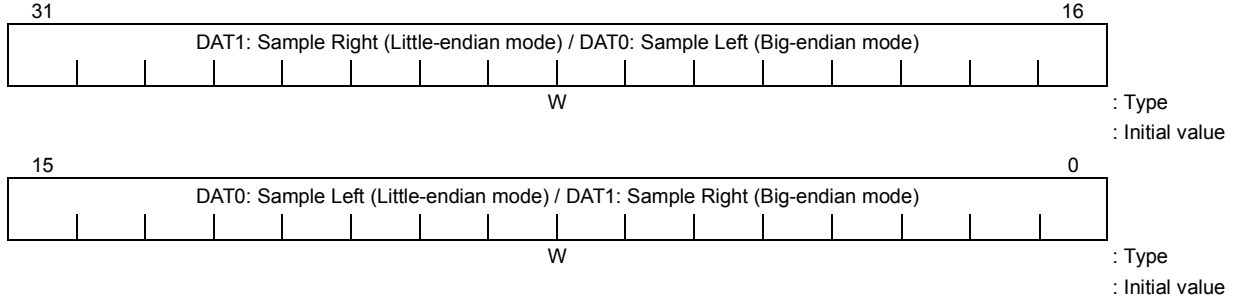 31 16
DAT1: Sample Right (Little-endian mode) / DAT0: Sample Left (Big-endian mode)
W : Type
: Initial value
15 0
DAT0: Sample Left (Little-endian mode) / DAT1: Sample Right (Big-endian mode)
W : Type
: Initial value